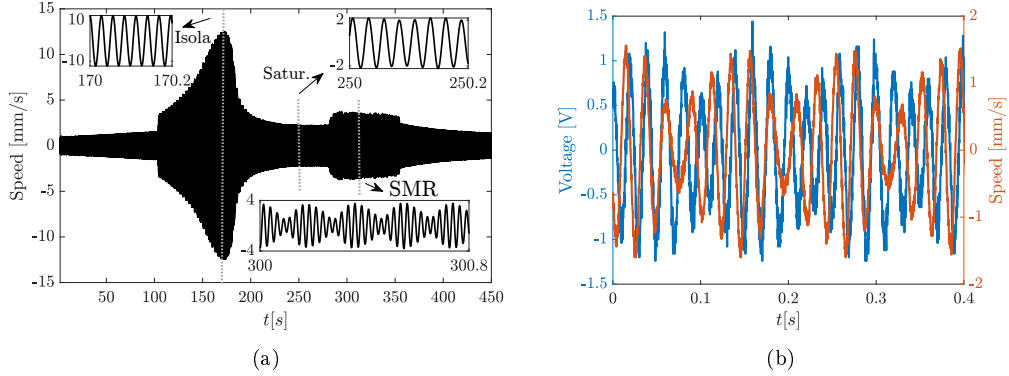 15
10
5
0
-5
-10
-15
Speed [mm/s]
50 100 150 200 250 300 350 400 450
t[s]
10
-10
170 170.2
Isola
2
-2
250 250.2
Satur.
SMR
4
-4
300 300.8
(a)
1.5
1
0.5
0
-0.5
-1
-1.5
Voltage [V]
0 0.1 0.2 0.3 0.4
t[s]
2
1
0
-1
-2
Speed [mm/s]
(b)